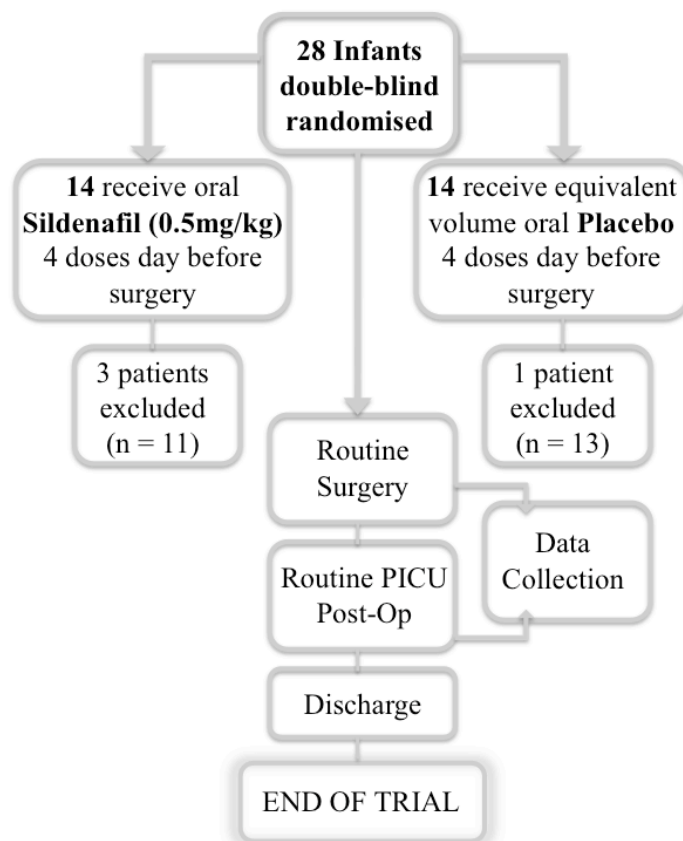 28 Infants
double-blind
randomised
14 receive oral
Sildenafil (0.5mg/kg)
4 doses day before
surgery
14 receive equivalent
volume oral Placebo
4 doses day before
surgery
3 patients
excluded
(n = 11)
1 patient
excluded
(n = 13)
Routine
Surgery
Data
Collection
Routine PICU
Post-Op
Discharge
END OF TRIAL